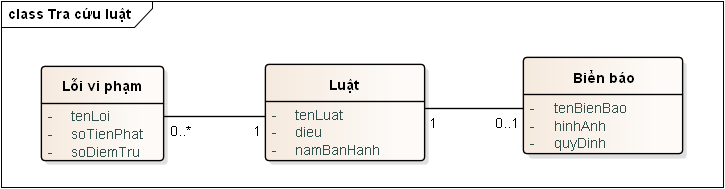 class Tra cứu luật
Lỗi vi phạm
- tenLoi
- soTienPhat
- soDiemTru
0..*
1
Luật
- tenLuat
- dieu
- namBanHanh
1
0..1
Biển báo
- tenBienBao
- hinhAnh
- quyDinh